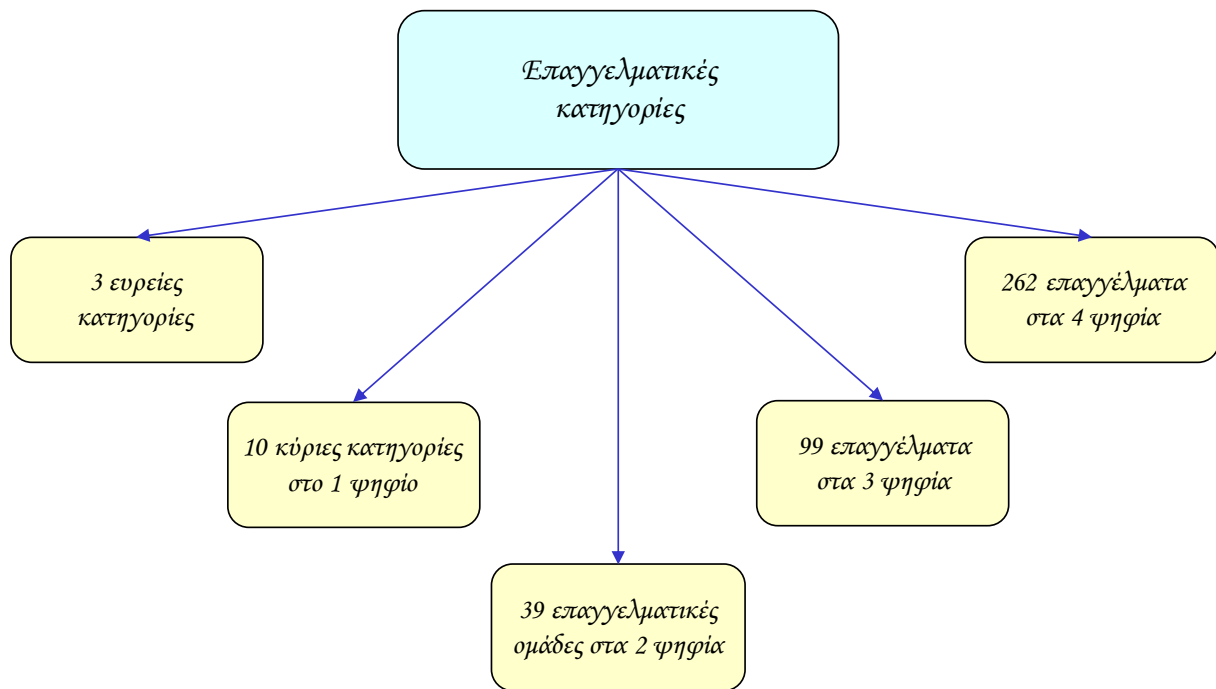 Επαγγελματικές
κατηγορίες
3 ευρείες
κατηγορίες
262 επαγγέλματα
στα 4 ψηφία
10 κύριες κατηγορίες
στο 1 ψηφίο
99 επαγγέλματα
στα 3 ψηφία
39 επαγγελματικές
ομάδες στα 2 ψηφία